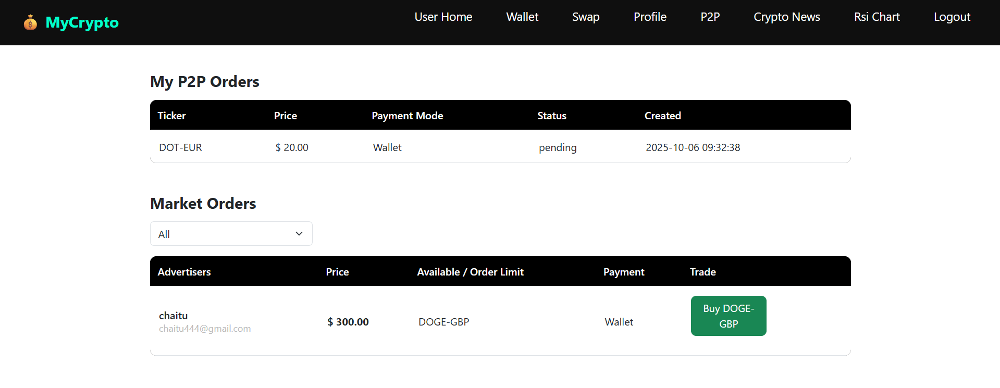 MyCrypto
User Home Wallet Swap Profile P2P Crypto News Rsi Chart Logout
My P2P Orders
Ticker Price Payment Mode Status Created
DOT-EUR $ 20.00 Wallet pending 2025-10-06 09:32:38
Market Orders
All
Advertisers Price Available / Order Limit Payment Trade
chaitu
chaitu444@gmail.com
$ 300.00 DOGE-GBP Wallet
Buy DOGE-
GBP